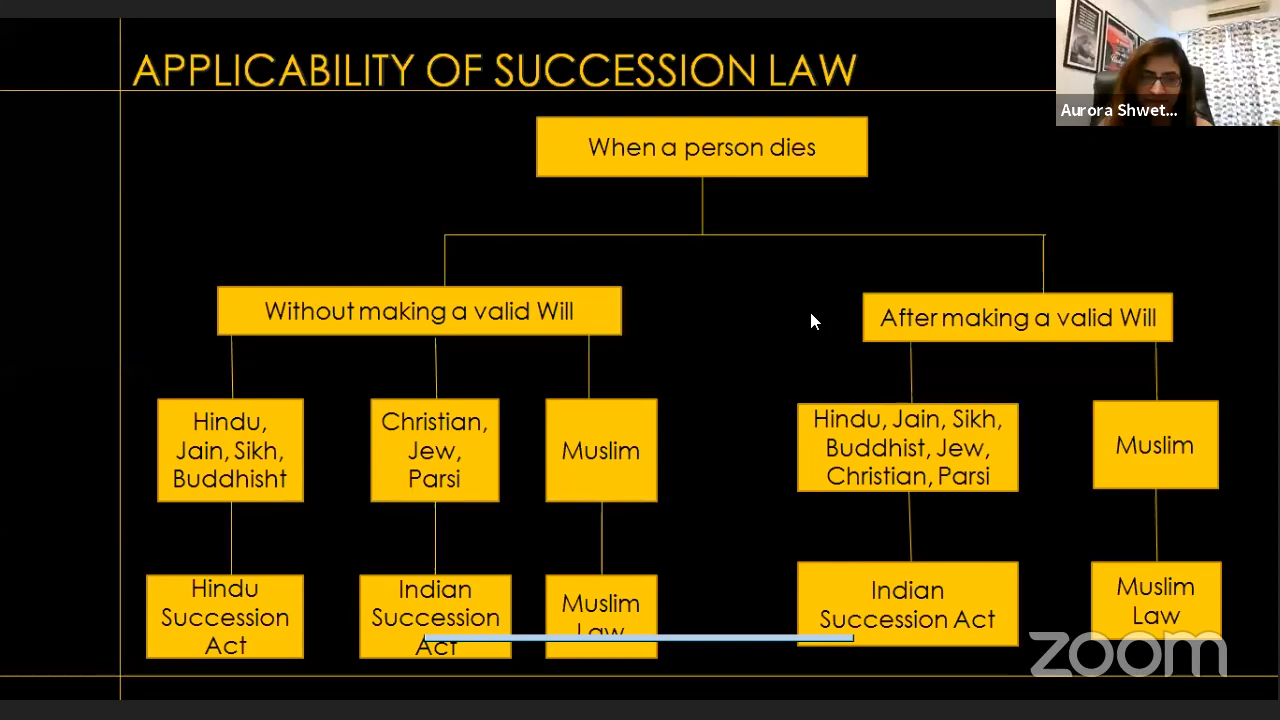 APPLICABILITY OF SUCCESSION LAW
Aurora Shwet...
When a person dies
Without making a valid Will
After making a valid Will
Hindu,
Jain, Sikh,
Buddhisht
Christian,
Jew,
Parsi
Muslim
Hindu, Jain, Sikh,
Buddhist, Jew,
Christian, Parsi
Muslim
Hindu
Succession
Act
Indian
Succession
Act
Muslim
Law
Indian
Succession Act
Muslim
Law
zoom